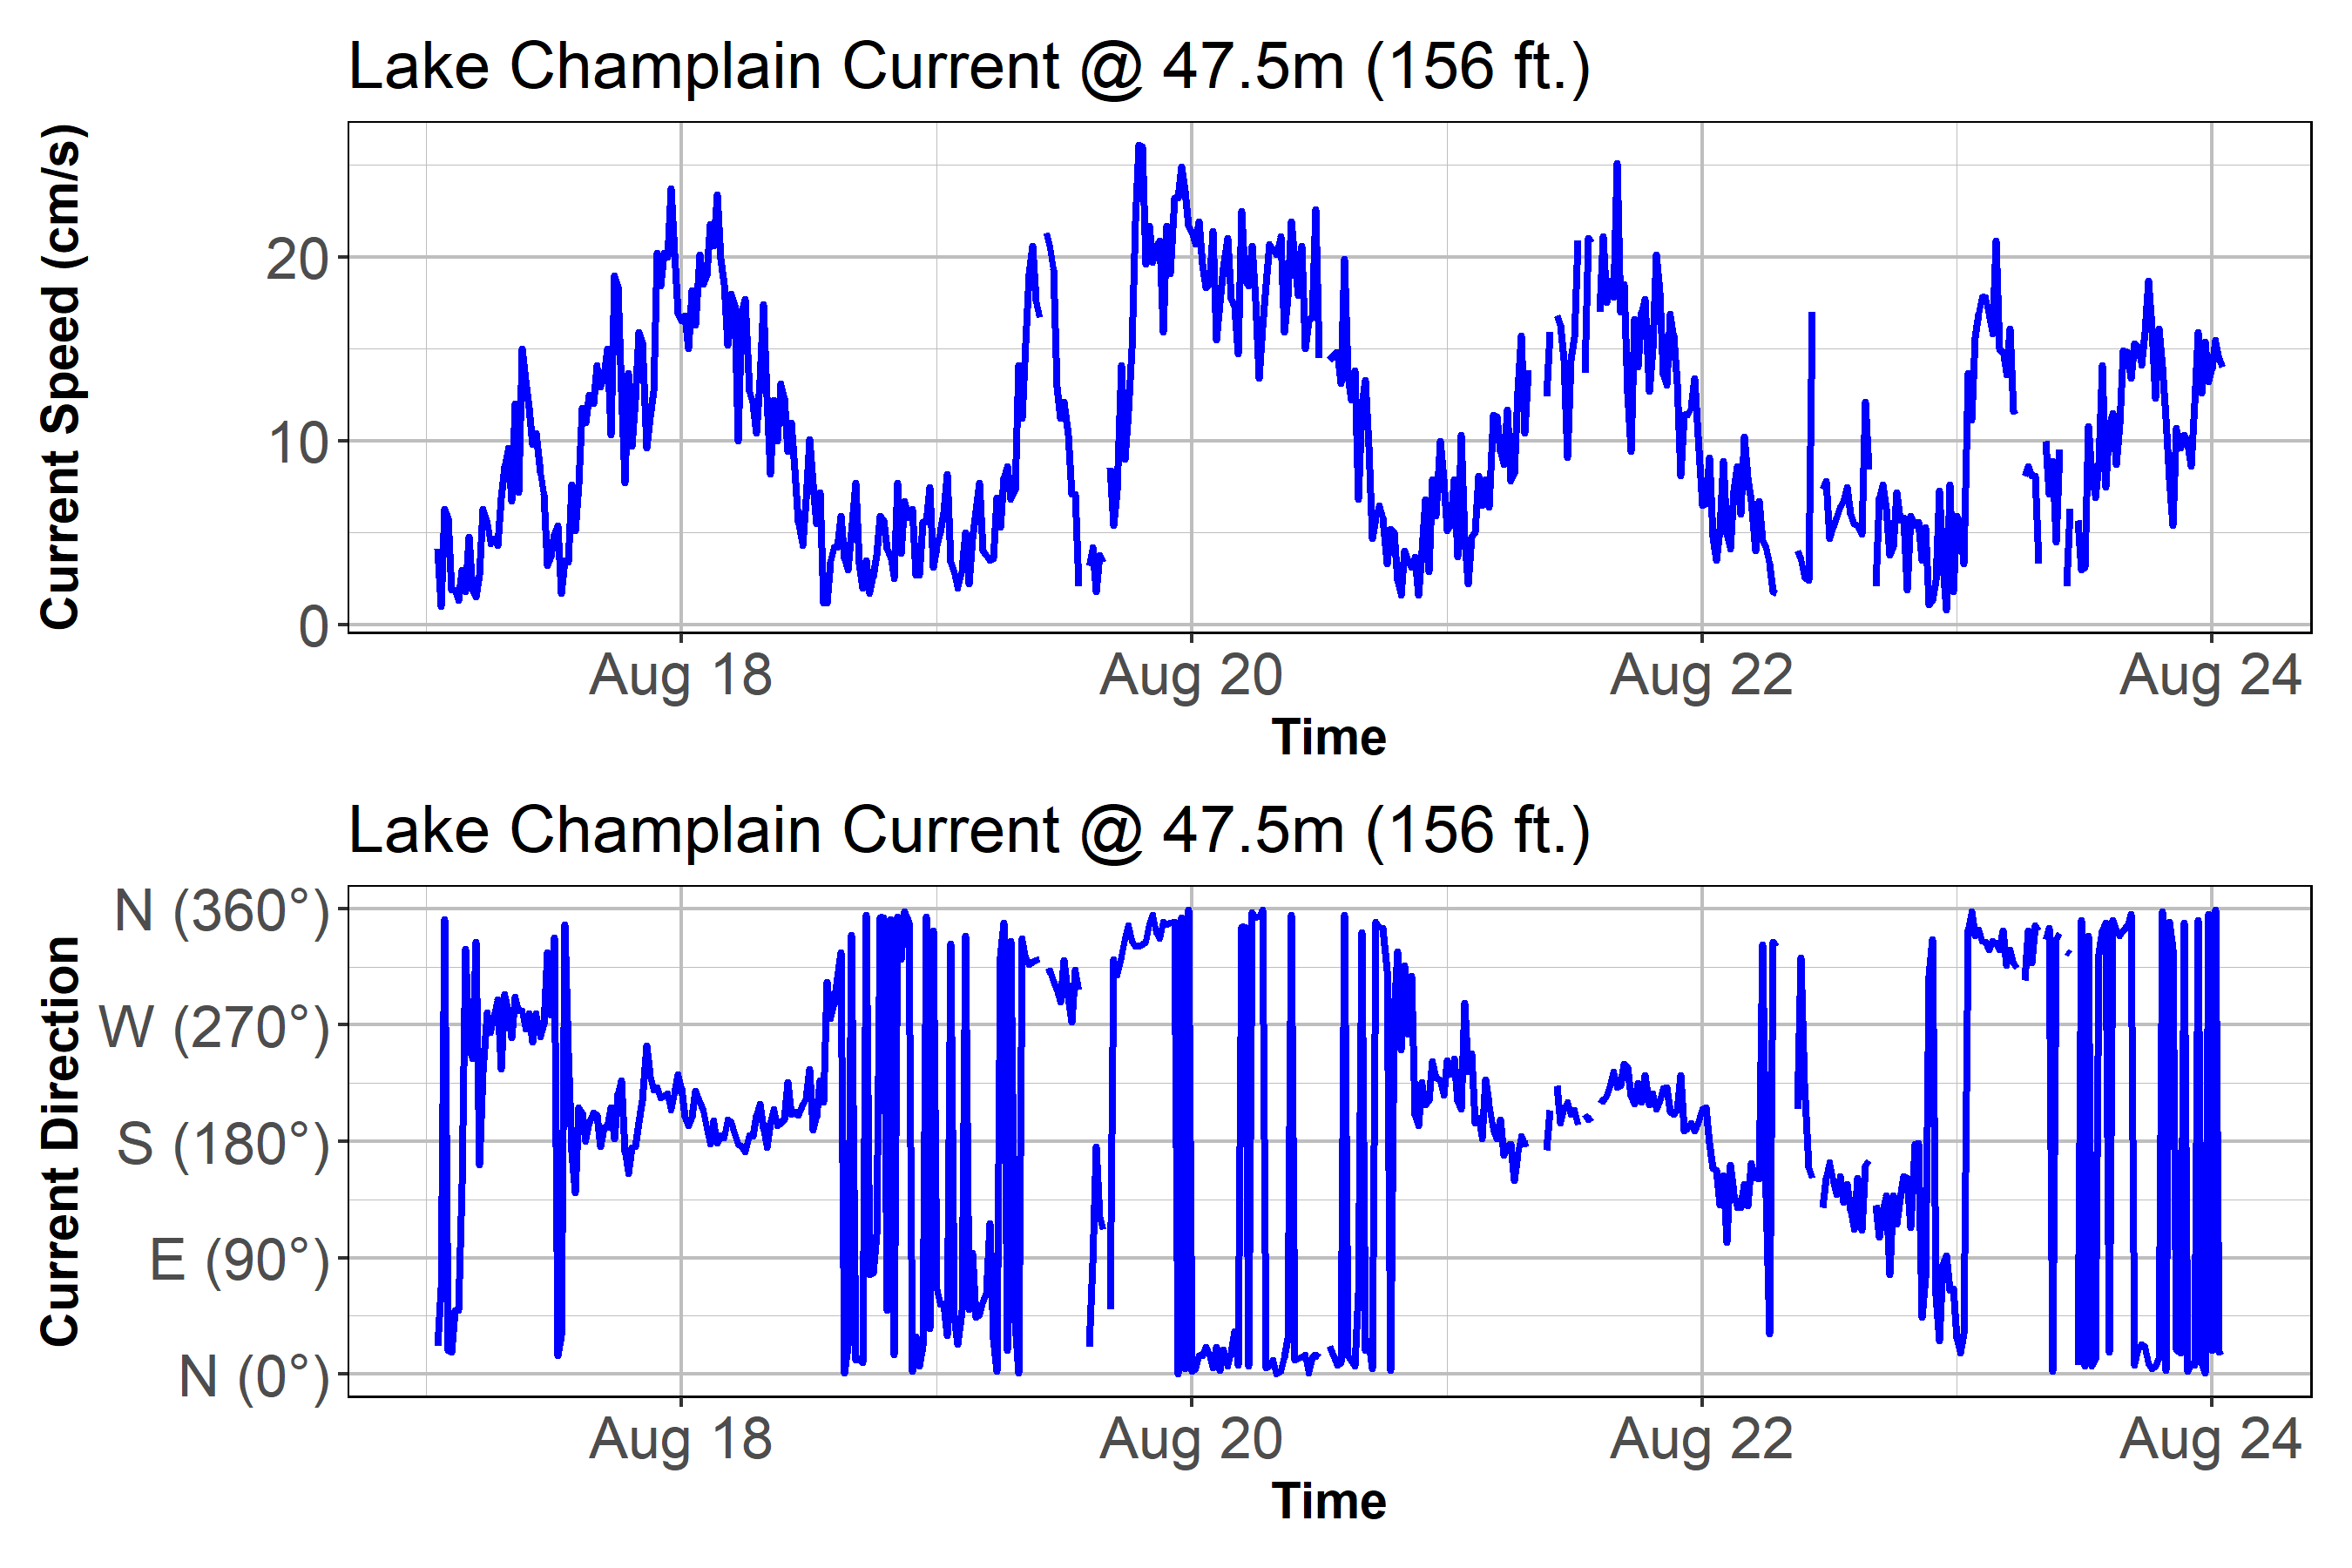 Lake Champlain Current @ 47.5m (156 ft.)
Current Speed (cm/s)
20
10
0
Aug 18 Aug 20 Aug 22 Aug 24
Time
Lake Champlain Current @ 47.5m (156 ft.)
Current Direction
N (360°)
W (270°)
S (180°)
E (90°)
N (0°)
Aug 18 Aug 20 Aug 22 Aug 24
Time